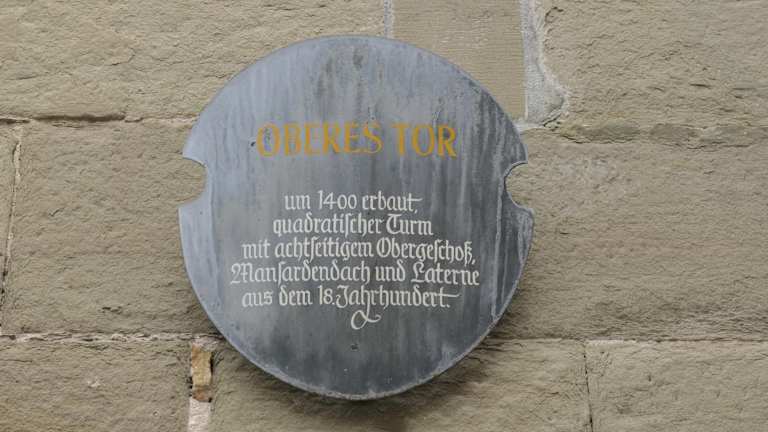 OBERES TOR
um 1400 erbaut,
quadratiſcher Turm
mit achtſeitigem Obergeſchoß,
Manſardendach und Laterne
aus dem 18. Jahrhundert.